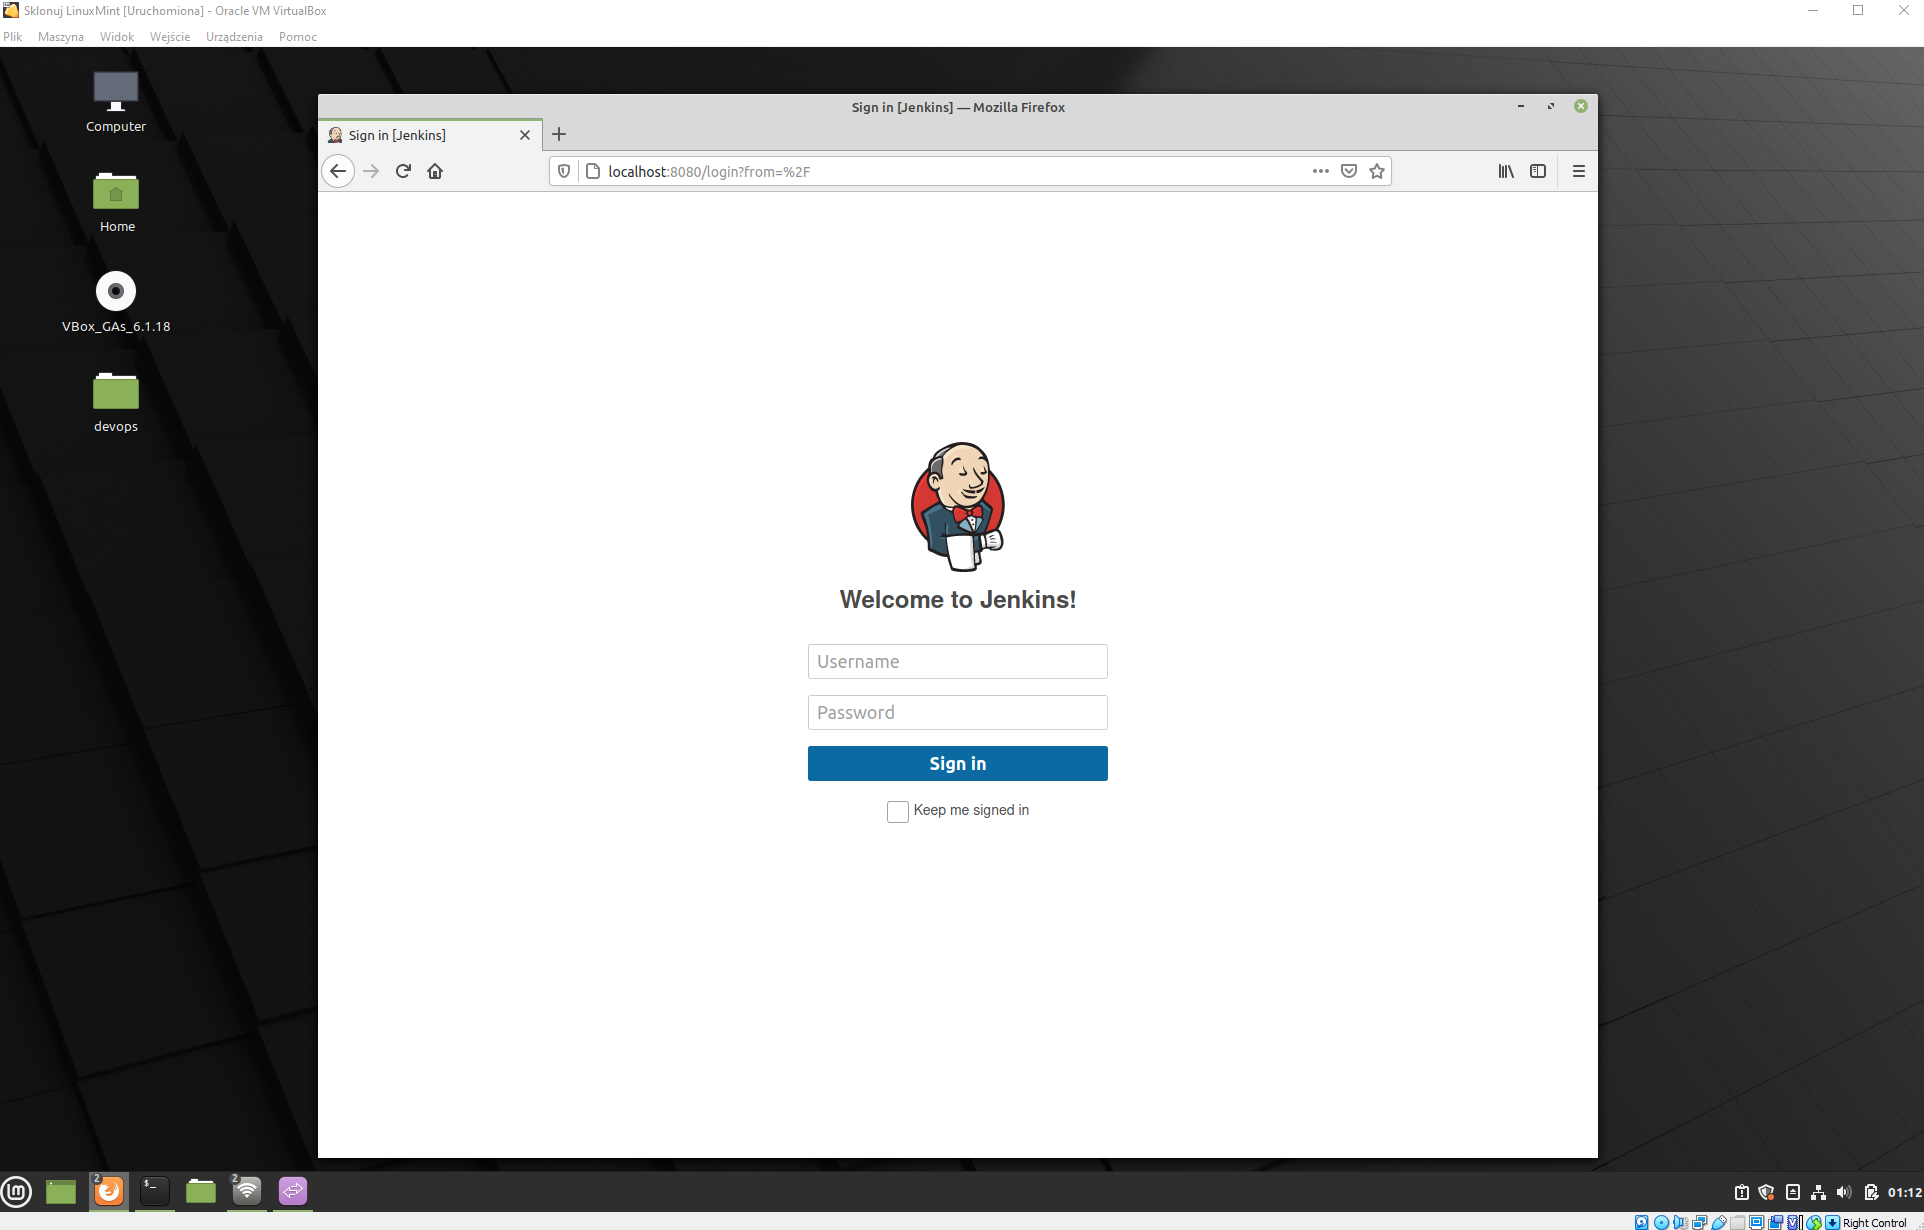 Sklonuj LinuxMint [Uruchomiona] - Oracle VM VirtualBox
Plik Maszyna Widok Wejście Urządzenia Pomoc
Computer
Home
VBox_GAs_6.1.18
devops
Sign in [Jenkins] — Mozilla Firefox
Sign in [Jenkins]
localhost:8080/login?from=%2F
Welcome to Jenkins!
Username
Password
Sign in
Keep me signed in
2
$_
2
01:12
Right Control